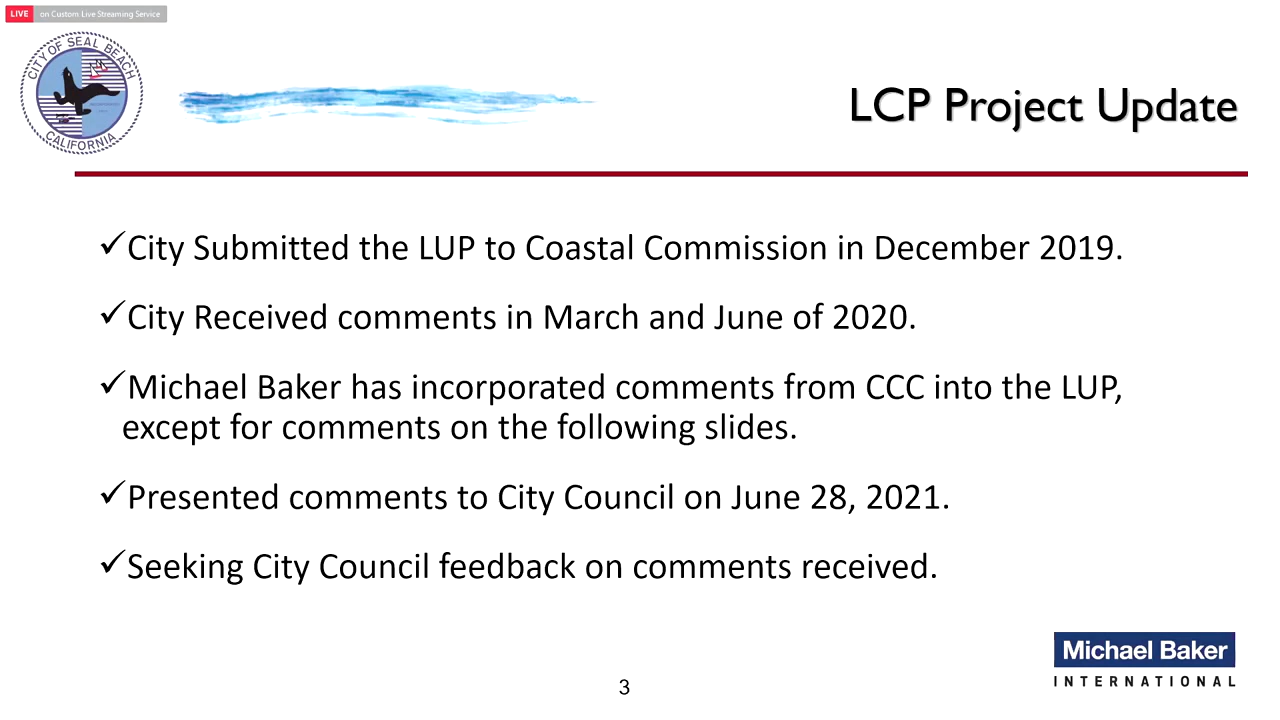 LIVE on Custom Live Streaming Service
CITY OF SEAL BEACH
CALIFORNIA
LCP Project Update
✓City Submitted the LUP to Coastal Commission in December 2019.
✓City Received comments in March and June of 2020.
✓Michael Baker has incorporated comments from CCC into the LUP,
except for comments on the following slides.
✓Presented comments to City Council on June 28, 2021.
✓Seeking City Council feedback on comments received.
Michael Baker
INTERNATIONAL
3